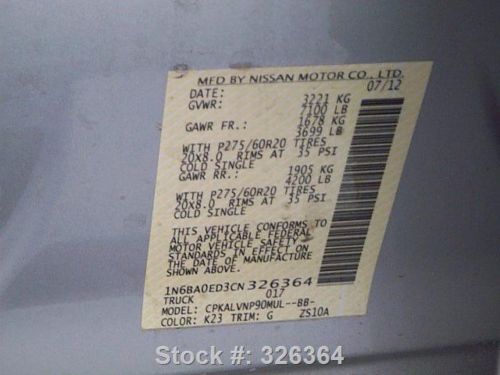 MFD BY NISSAN MOTOR CO., LTD.
DATE: 07/12
GVWR: 3221 KG
7100 LB
GAWR FR.: 1678 KG
3699 LB
WITH P275/60R20 TIRES
20X8.0 RIMS AT 35 PSI
COLD SINGLE
GAWR RR.: 1905 KG
4200 LB
WITH P275/60R20 TIRES
20X8.0 RIMS AT 35 PSI
COLD SINGLE
THIS VEHICLE CONFORMS TO
ALL APPLICABLE FEDERAL
MOTOR VEHICLE SAFETY
STANDARDS IN EFFECT ON
THE DATE OF MANUFACTURE
SHOWN ABOVE.
1N6BA0ED3CN326364
TRUCK 017
MODEL: CPKALVNP90MUL--BB-
COLOR: K23 TRIM: G ZS10A
Stock #: 326364